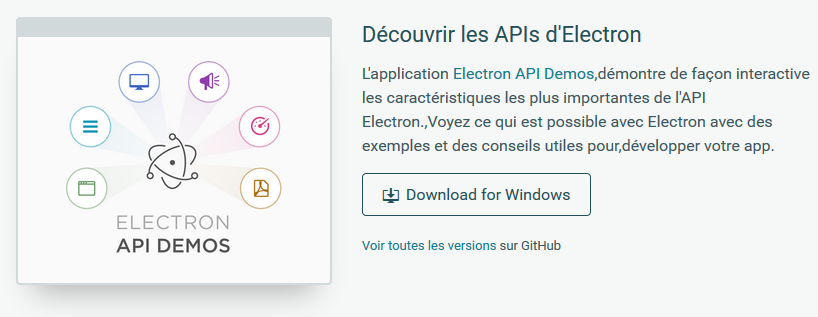 ELECTRON
API DEMOS
Découvrir les APIs d'Electron
L'application Electron API Demos,démontre de façon interactive
les caractéristiques les plus importantes de l'API
Electron.,Voyez ce qui est possible avec Electron avec des
exemples et des conseils utiles pour,développer votre app.
Download for Windows
Voir toutes les versions sur GitHub